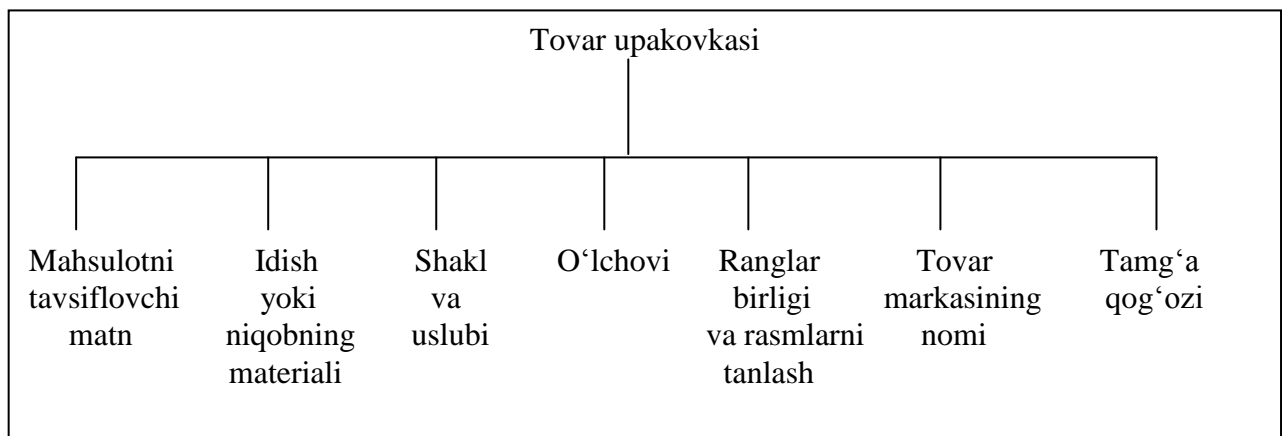 Tovar upakovkasi
Mahsulotni
tavsiflovchi
matn
Idish
yoki
niqobning
materiali
Shakl
va
uslubi
O‘lchovi
Ranglar
birligi
va rasmlarni
tanlash
Tovar
markasining
nomi
Tamg‘a
qog‘ozi